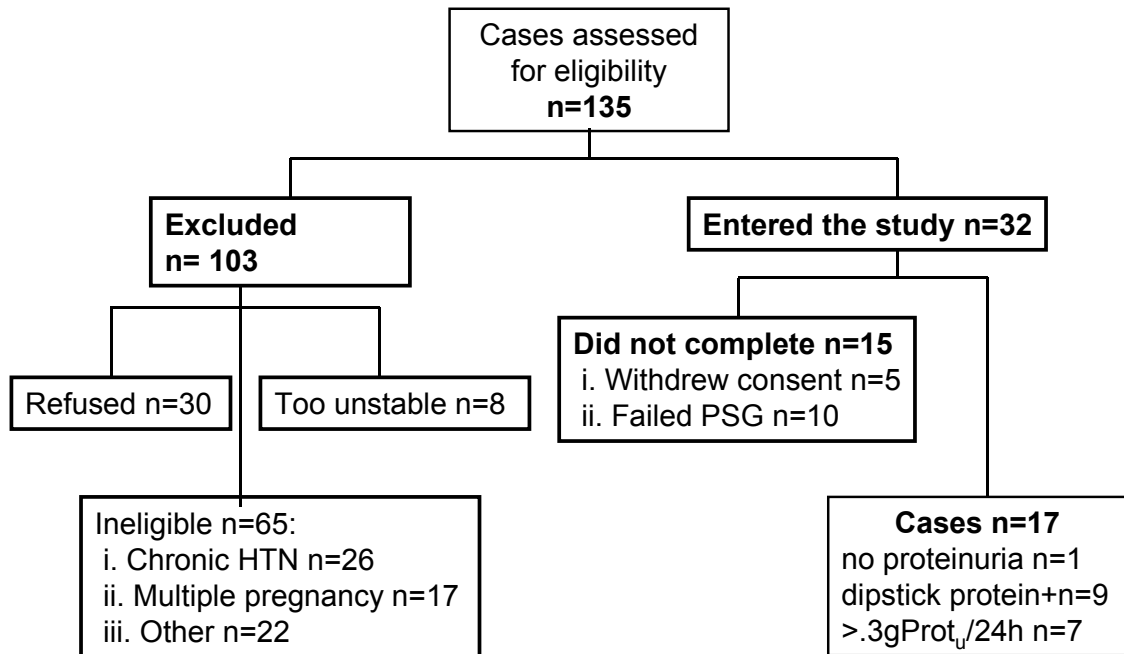 Cases assessed
for eligibility
n=135
Excluded
n= 103
Entered the study n=32
Refused n=30
Too unstable n=8
Did not complete n=15
i. Withdrew consent n=5
ii. Failed PSG n=10
Ineligible n=65:
i. Chronic HTN n=26
ii. Multiple pregnancy n=17
iii. Other n=22
Cases n=17
no proteinuria n=1
dipstick protein+n=9
>.3gProtᵤ/24h n=7